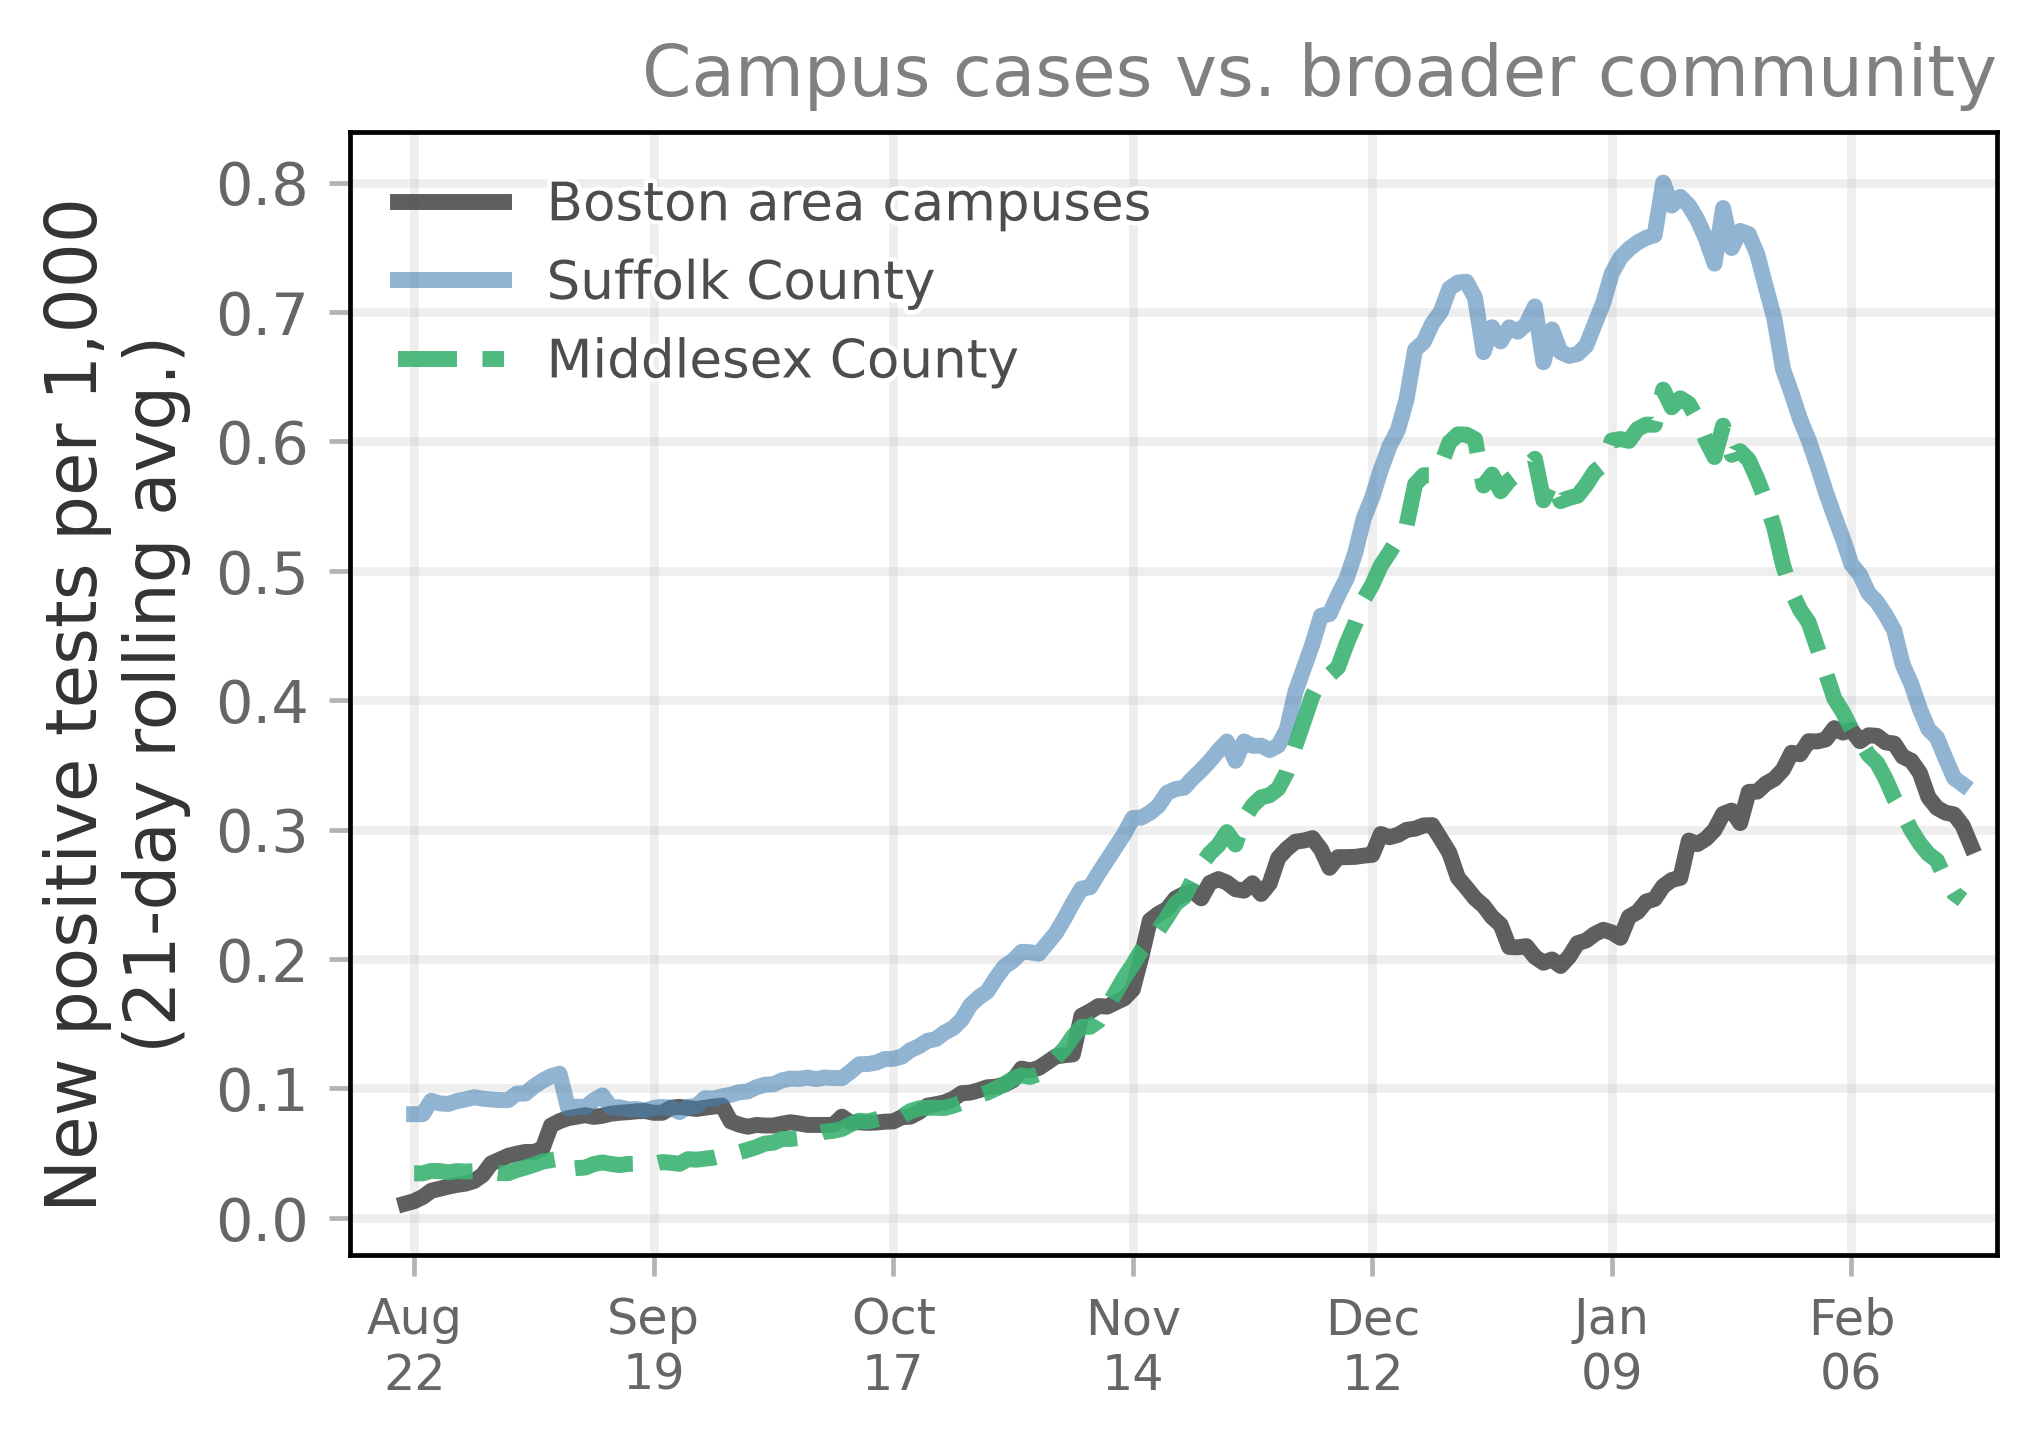 Campus cases vs. broader community
New positive tests per 1,000
(21-day rolling avg.)
0.8
0.7
0.6
0.5
0.4
0.3
0.2
0.1
0.0
Boston area campuses
Suffolk County
Middlesex County
Aug
22
Sep
19
Oct
17
Nov
14
Dec
12
Jan
09
Feb
06